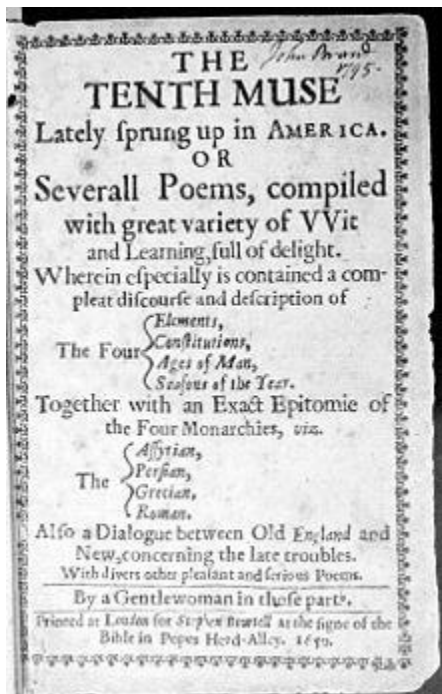 THE
John Brand
1795.
TENTH MUSE
Lately ſprung up in AMERICA.
OR
Severall Poems, compiled
with great variety of VVit
and Learning, full of delight.
Wherein eſpecially is contained a com-
pleat diſcourſe and deſcription of
The Four
Elements,
Conſtitutions,
Ages of Man,
Seaſons of the Year.
Together with an Exact Epitomie of
the Four Monarchies, viz.
The
Aſſyrian,
Perſian,
Grecian,
Roman.
Alſo a Dialogue between Old England and
New, concerning the late troubles.
With divers other pleaſant and ſerious Poems.
By a Gentlewoman in thoſe parts.
Printed at London for Stephen Bowtell at the ſigne of the
Bible in Popes Head-Alley. 1650.